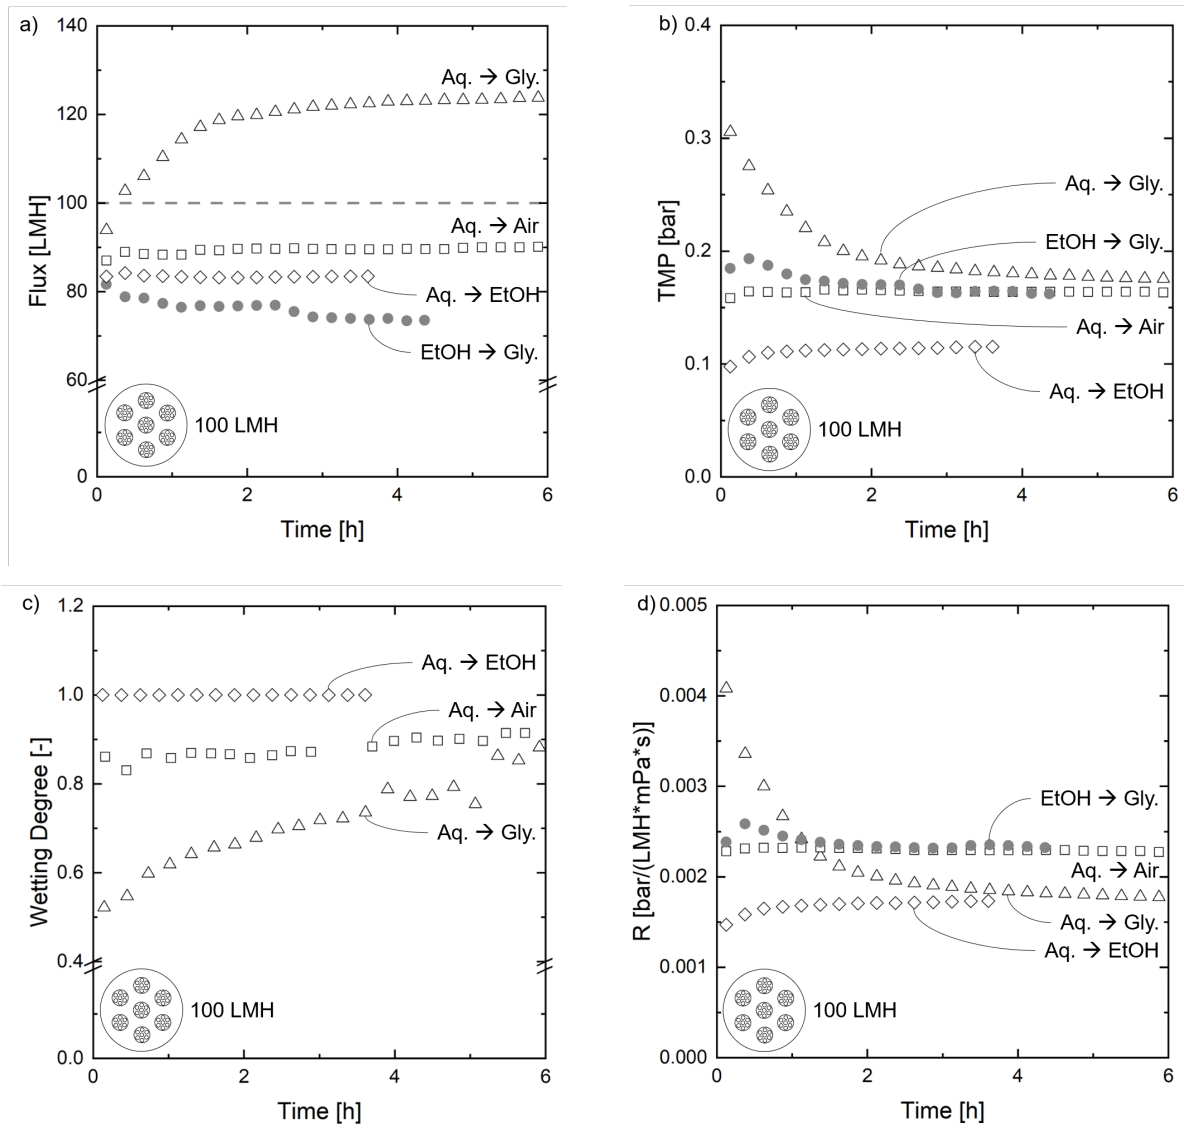 a)
140
120
100
80
60
0
Flux [LMH]
Aq. → Gly.
Aq. → Air
Aq. → EtOH
EtOH → Gly.
100 LMH
0 2 4 6
Time [h]
b)
0.4
0.3
0.2
0.1
0.0
TMP [bar]
Aq. → Gly.
EtOH → Gly.
Aq. → Air
Aq. → EtOH
100 LMH
0 2 4 6
Time [h]
c)
1.2
1.0
0.8
0.6
0.4
0.0
Wetting Degree [-]
Aq. → EtOH
Aq. → Air
Aq. → Gly.
100 LMH
0 2 4 6
Time [h]
d)
0.005
0.004
0.003
0.002
0.001
0.000
R [bar/(LMH*mPa*s)]
EtOH → Gly.
Aq. → Air
Aq. → Gly.
Aq. → EtOH
100 LMH
0 2 4 6
Time [h]